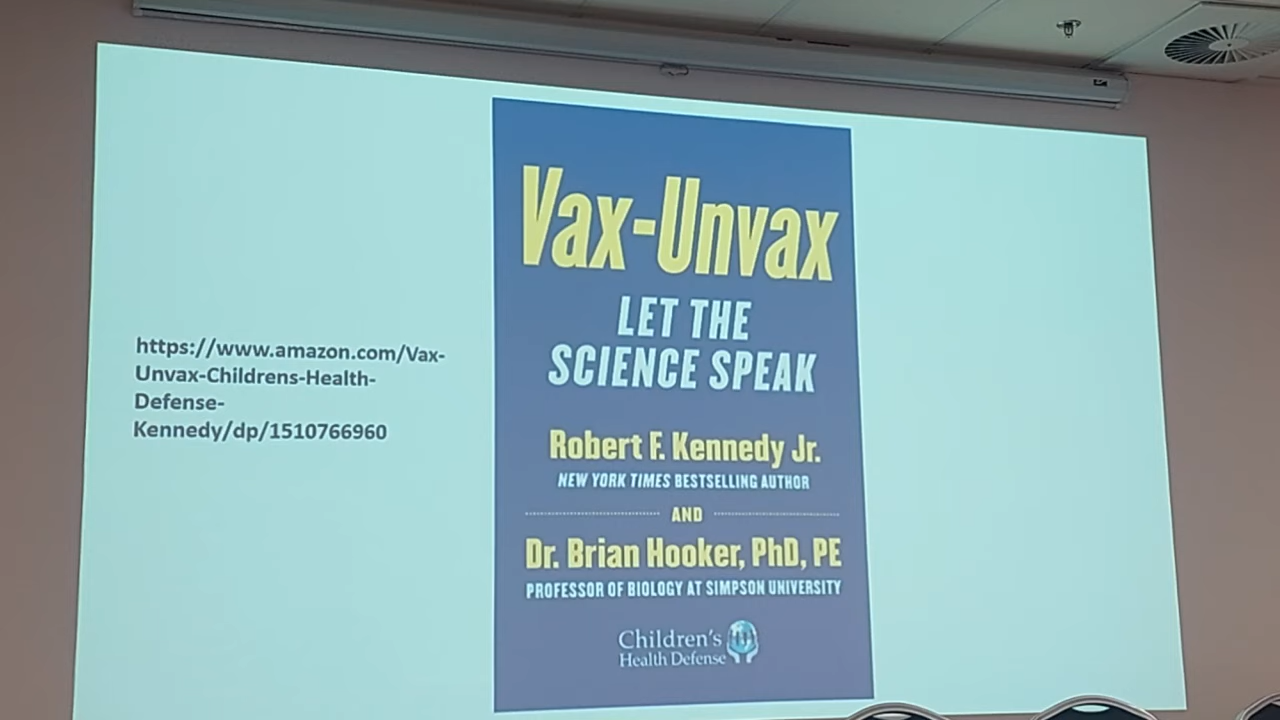 https://www.amazon.com/Vax-
Unvax-Childrens-Health-
Defense-
Kennedy/dp/1510766960
Vax-Unvax
LET THE
SCIENCE SPEAK
Robert F. Kennedy Jr.
NEW YORK TIMES BESTSELLING AUTHOR
AND
Dr. Brian Hooker, PhD, PE
PROFESSOR OF BIOLOGY AT SIMPSON UNIVERSITY
Children's
Health Defense